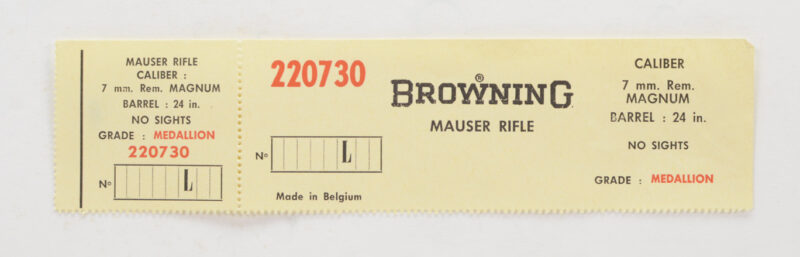 MAUSER RIFLE
CALIBER :
7 mm. Rem. MAGNUM
BARREL : 24 in.
NO SIGHTS
GRADE : MEDALLION
220730
No L
220730
BROWNING ®
MAUSER RIFLE
No L
Made in Belgium
CALIBER
7 mm. Rem.
MAGNUM
BARREL : 24 in.
NO SIGHTS
GRADE : MEDALLION